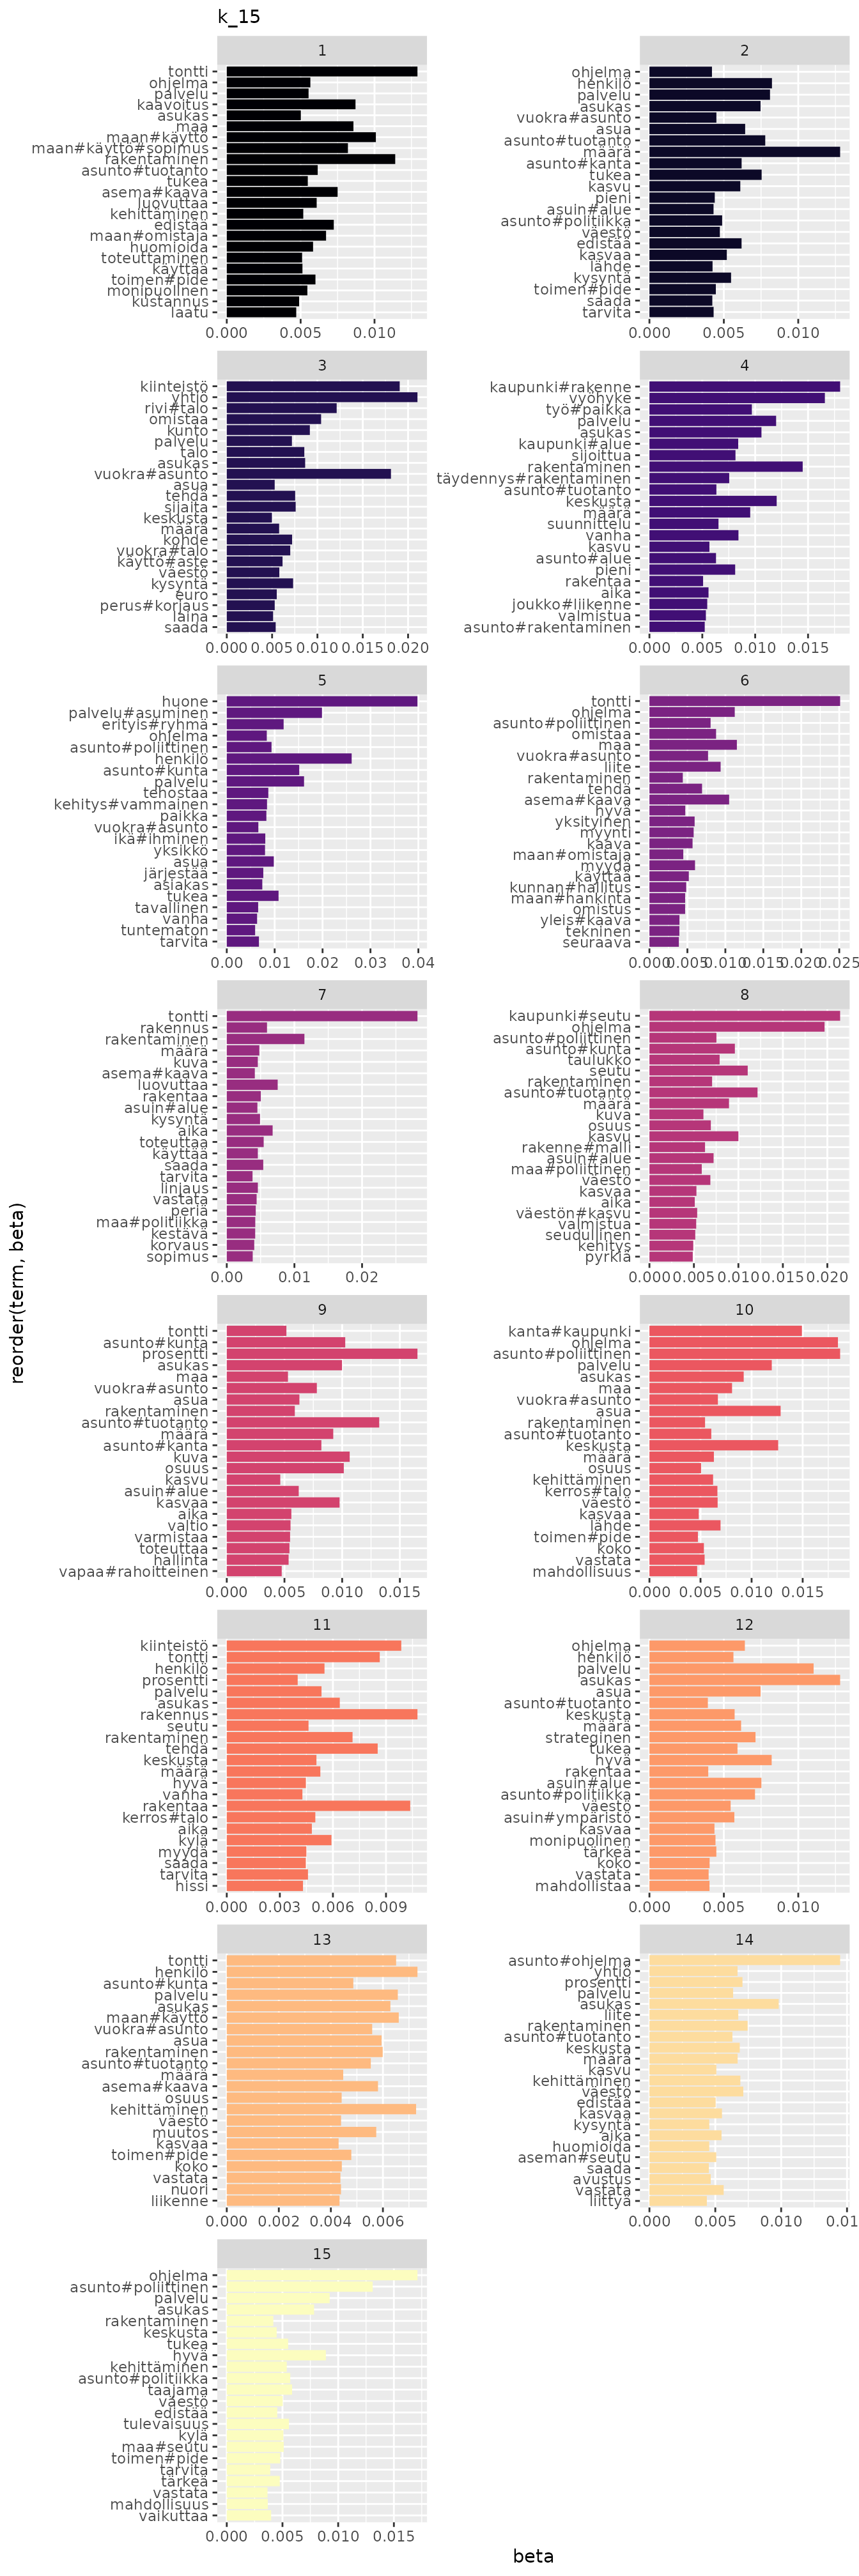 k_15
1
tontti
ohjelma
palvelu
kaavoitus
asukas
maa
maan#käyttö
maan#käyttö#sopimus
rakentaminen
asunto#tuotanto
tukea
asema#kaava
luovuttaa
kehittäminen
edistää
maan#omistaja
huomioida
toteuttaminen
käyttää
toimen#pide
monipuolinen
kustannus
laatu
0.000 0.005 0.010
2
ohjelma
henkilö
palvelu
asukas
vuokra#asunto
asua
asunto#tuotanto
määrä
asunto#kanta
tukea
kasvu
pieni
asuin#alue
asunto#politiikka
väestö
edistää
kasvaa
lähde
kysyntä
toimen#pide
saada
tarvita
0.000 0.005 0.010
3
kiinteistö
yhtiö
rivi#talo
omistaa
kunto
palvelu
talo
asukas
vuokra#asunto
asua
tehdä
sijaita
keskusta
määrä
kohde
vuokra#talo
käyttö#aste
väestö
kysyntä
euro
perus#korjaus
laina
saada
0.000 0.005 0.010 0.015 0.020
4
kaupunki#rakenne
vyöhyke
työ#paikka
palvelu
asukas
kaupunki#alue
sijoittua
rakentaminen
täydennys#rakentaminen
asunto#tuotanto
keskusta
määrä
suunnittelu
vanha
kasvu
asunto#alue
pieni
rakentaa
aika
joukko#liikenne
valmistua
asunto#rakentaminen
0.000 0.005 0.010 0.015
5
huone
palvelu#asuminen
erityis#ryhmä
ohjelma
asunto#poliittinen
henkilö
asunto#kunta
palvelu
tehostaa
kehitys#vammainen
paikka
vuokra#asunto
ikä#ihminen
yksikkö
asua
järjestää
asiakas
tukea
tavallinen
vanha
tuntematon
tarvita
0.00 0.01 0.02 0.03 0.04
6
tontti
ohjelma
asunto#poliittinen
omistaa
maa
vuokra#asunto
liite
rakentaminen
tehdä
asema#kaava
hyvä
yksityinen
myynti
kaava
maan#omistaja
myydä
käyttää
kunnan#hallitus
maan#hankinta
omistus
yleis#kaava
tekninen
seuraava
0.000 0.005 0.010 0.015 0.020 0.025
7
tontti
rakennus
rakentaminen
määrä
kuva
asema#kaava
luovuttaa
rakentaa
asuin#alue
kysyntä
aika
toteuttaa
käyttää
saada
tarvita
linjaus
vastata
periä
maa#politiikka
kestävä
korvaus
sopimus
0.00 0.01 0.02
8
kaupunki#seutu
ohjelma
asunto#poliittinen
asunto#kunta
taulukko
seutu
rakentaminen
asunto#tuotanto
määrä
kuva
osuus
kasvu
rakenne#malli
asuin#alue
maa#poliittinen
väestö
kasvaa
aika
väestön#kasvu
valmistua
seudullinen
kehitys
pyrkiä
0.000 0.005 0.010 0.015 0.020
9
tontti
asunto#kunta
prosentti
asukas
maa
vuokra#asunto
asua
rakentaminen
asunto#tuotanto
määrä
asunto#kanta
kuva
osuus
kasvu
asuin#alue
kasvaa
aika
valtio
varmistaa
toteuttaa
hallinta
vapaa#rahoitteinen
0.000 0.005 0.010 0.015
10
kanta#kaupunki
ohjelma
asunto#poliittinen
palvelu
asukas
maa
vuokra#asunto
asua
rakentaminen
asunto#tuotanto
keskusta
määrä
osuus
kehittäminen
kerros#talo
väestö
kasvaa
lähde
toimen#pide
koko
vastata
mahdollisuus
0.000 0.005 0.010 0.015
11
kiinteistö
tontti
henkilö
prosentti
palvelu
asukas
rakennus
seutu
rakentaminen
tehdä
keskusta
määrä
hyvä
vanha
rakentaa
kerros#talo
aika
kylä
myydä
saada
tarvita
hissi
0.000 0.003 0.006 0.009
12
ohjelma
henkilö
palvelu
asukas
asua
asunto#tuotanto
keskusta
määrä
strateginen
tukea
hyvä
rakentaa
asuin#alue
asunto#politiikka
väestö
asuin#ympäristö
kasvaa
monipuolinen
tärkeä
koko
vastata
mahdollistaa
0.000 0.005 0.010
13
tontti
henkilö
asunto#kunta
palvelu
asukas
maan#käyttö
vuokra#asunto
asua
rakentaminen
asunto#tuotanto
määrä
asema#kaava
osuus
kehittäminen
väestö
muutos
kasvaa
toimen#pide
koko
vastata
nuori
liikenne
0.000 0.002 0.004 0.006
14
asunto#ohjelma
yhtiö
prosentti
palvelu
asukas
liite
rakentaminen
asunto#tuotanto
keskusta
määrä
kasvu
kehittäminen
väestö
edistää
kasvaa
kysyntä
aika
huomioida
aseman#seutu
saada
avustus
vastata
liittyä
0.000 0.005 0.010 0.01
15
ohjelma
asunto#poliittinen
palvelu
asukas
rakentaminen
keskusta
tukea
hyvä
kehittäminen
asunto#politiikka
taajama
väestö
edistää
tulevaisuus
kylä
maa#seutu
toimen#pide
tarvita
tärkeä
vastata
mahdollisuus
vaikuttaa
0.000 0.005 0.010 0.015
reorder(term, beta)
beta